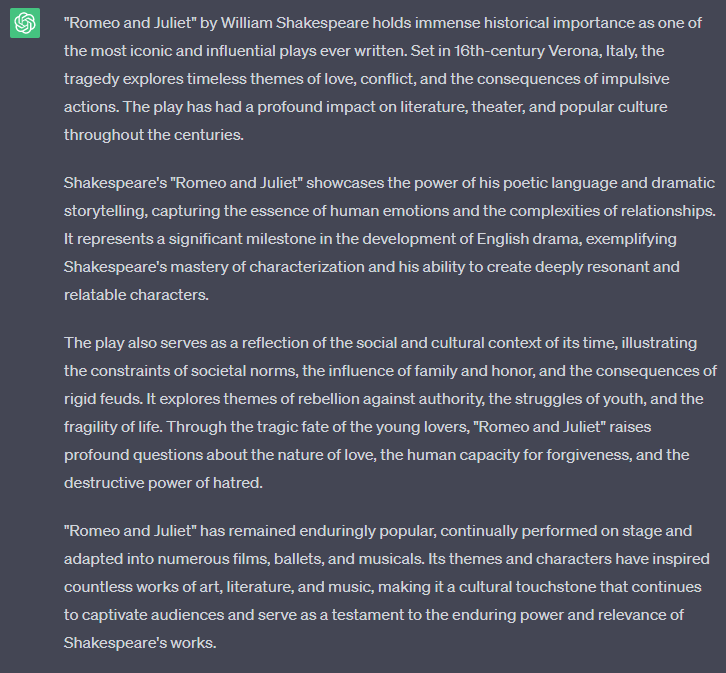 "Romeo and Juliet" by William Shakespeare holds immense historical importance as one of
the most iconic and influential plays ever written. Set in 16th-century Verona, Italy, the
tragedy explores timeless themes of love, conflict, and the consequences of impulsive
actions. The play has had a profound impact on literature, theater, and popular culture
throughout the centuries.
Shakespeare's "Romeo and Juliet" showcases the power of his poetic language and dramatic
storytelling, capturing the essence of human emotions and the complexities of relationships.
It represents a significant milestone in the development of English drama, exemplifying
Shakespeare's mastery of characterization and his ability to create deeply resonant and
relatable characters.
The play also serves as a reflection of the social and cultural context of its time, illustrating
the constraints of societal norms, the influence of family and honor, and the consequences of
rigid feuds. It explores themes of rebellion against authority, the struggles of youth, and the
fragility of life. Through the tragic fate of the young lovers, "Romeo and Juliet" raises
profound questions about the nature of love, the human capacity for forgiveness, and the
destructive power of hatred.
"Romeo and Juliet" has remained enduringly popular, continually performed on stage and
adapted into numerous films, ballets, and musicals. Its themes and characters have inspired
countless works of art, literature, and music, making it a cultural touchstone that continues
to captivate audiences and serve as a testament to the enduring power and relevance of
Shakespeare's works.